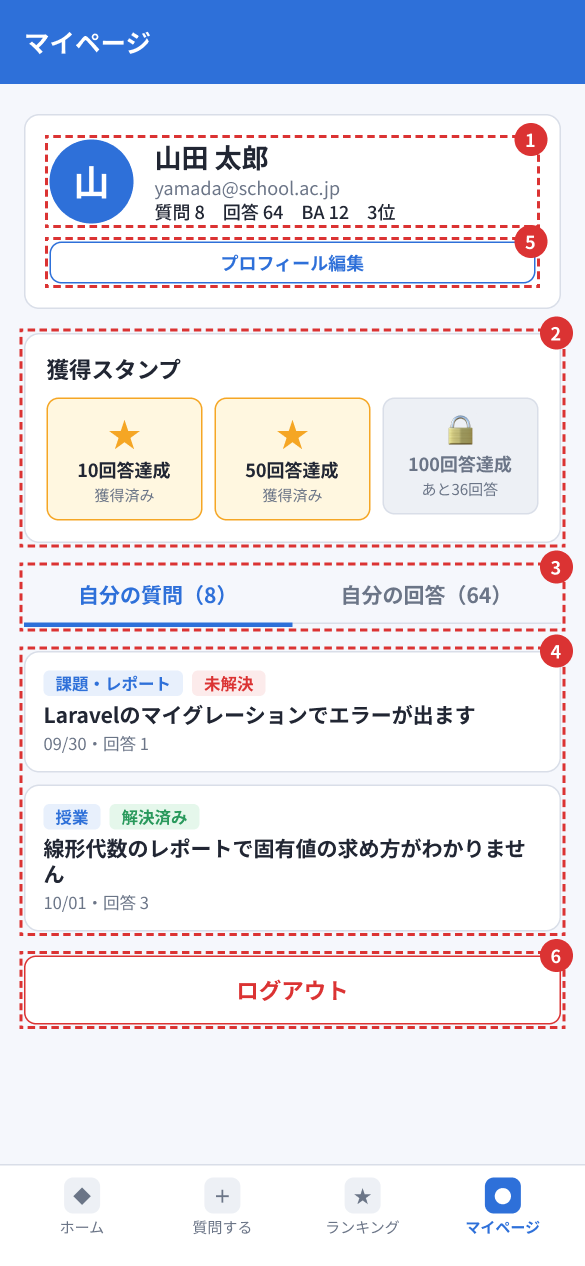 マイページ
1
山
山田 太郎
yamada@school.ac.jp
質問 8 回答 64 BA 12 3位
5
プロフィール編集
2
獲得スタンプ
★ ★
10回答達成 50回答達成 100回答達成
獲得済み 獲得済み あと36回答
3
自分の質問（8） 自分の回答（64）
4
課題・レポート 未解決
Laravelのマイグレーションでエラーが出ます
09/30・回答 1
授業 解決済み
線形代数のレポートで固有値の求め方がわかりませ
ん
10/01・回答 3
6
ログアウト
◆ + ★ ●
ホーム 質問する ランキング マイページ